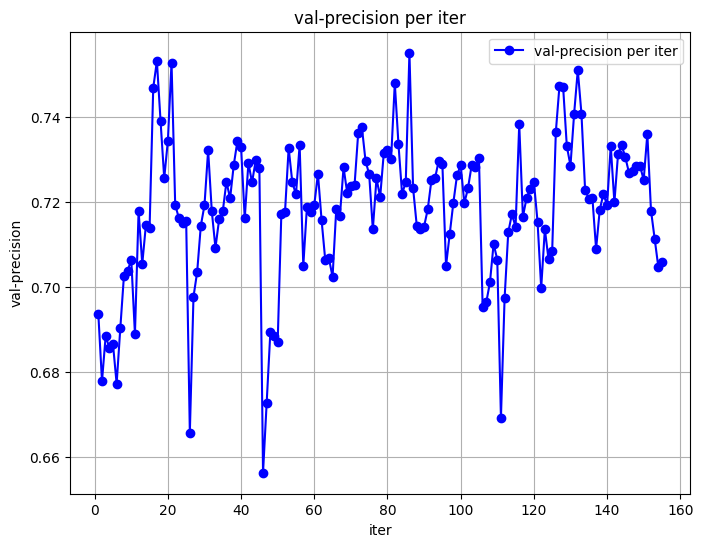 val-precision per iter
val-precision per iter
0.74
0.72
0.70
0.68
0.66
val-precision
0 20 40 60 80 100 120 140 160
iter